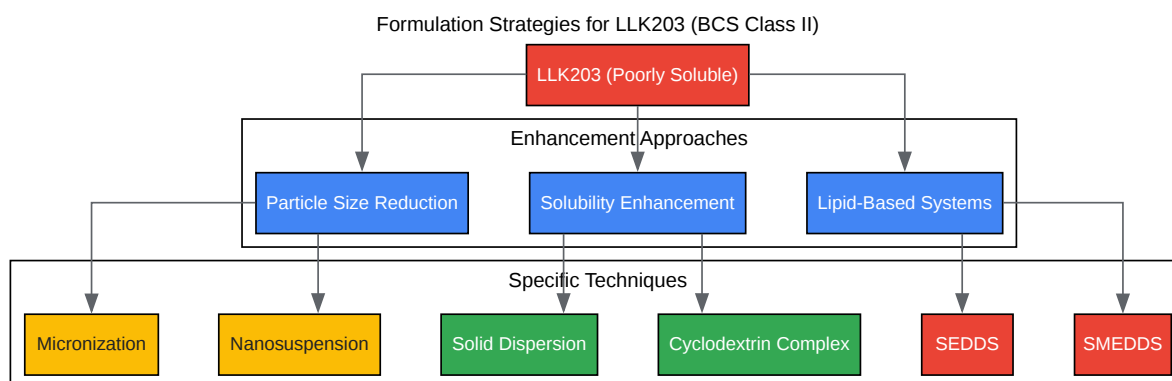 Formulation Strategies for LLK203 (BCS Class II)
LLK203 (Poorly Soluble)
Enhancement Approaches
Particle Size Reduction
Solubility Enhancement
Lipid-Based Systems
Specific Techniques
Micronization
Nanosuspension
Solid Dispersion
Cyclodextrin Complex
SEDDS
SMEDDS